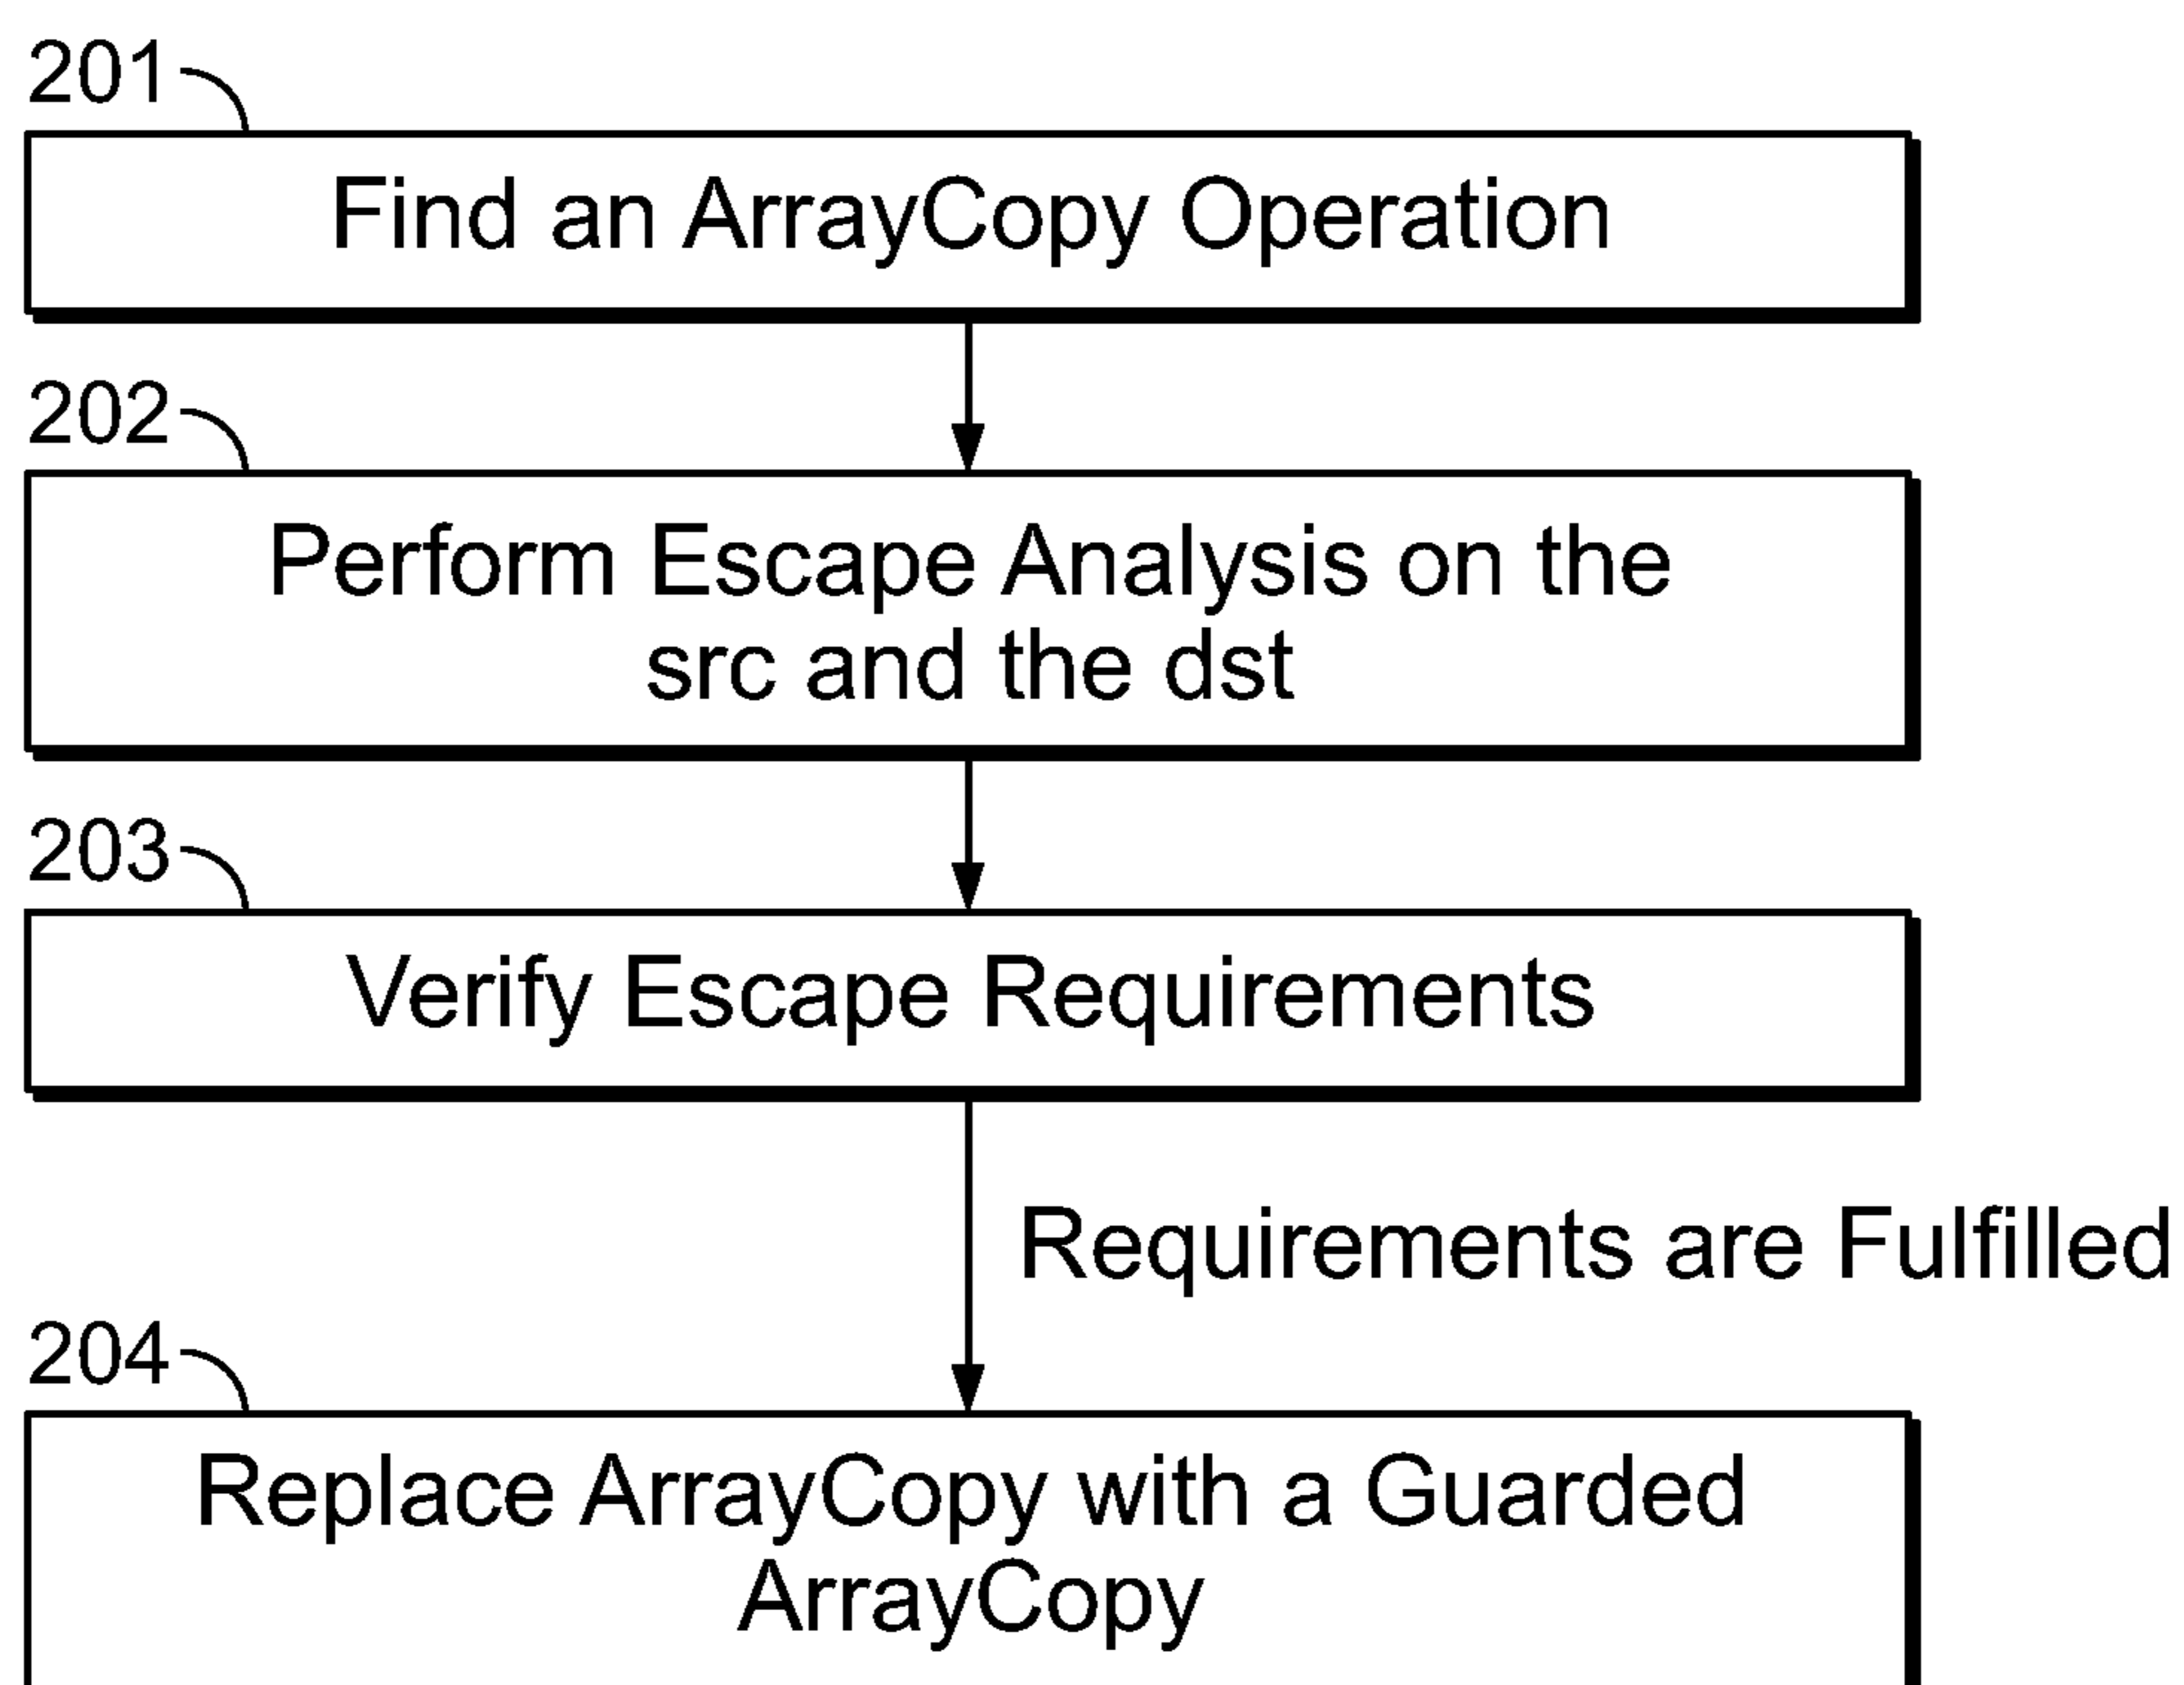 201
Find an ArrayCopy Operation
202
Perform Escape Analysis on the
src and the dst
203
Verify Escape Requirements
Requirements are Fulfilled
204
Replace ArrayCopy with a Guarded
ArrayCopy